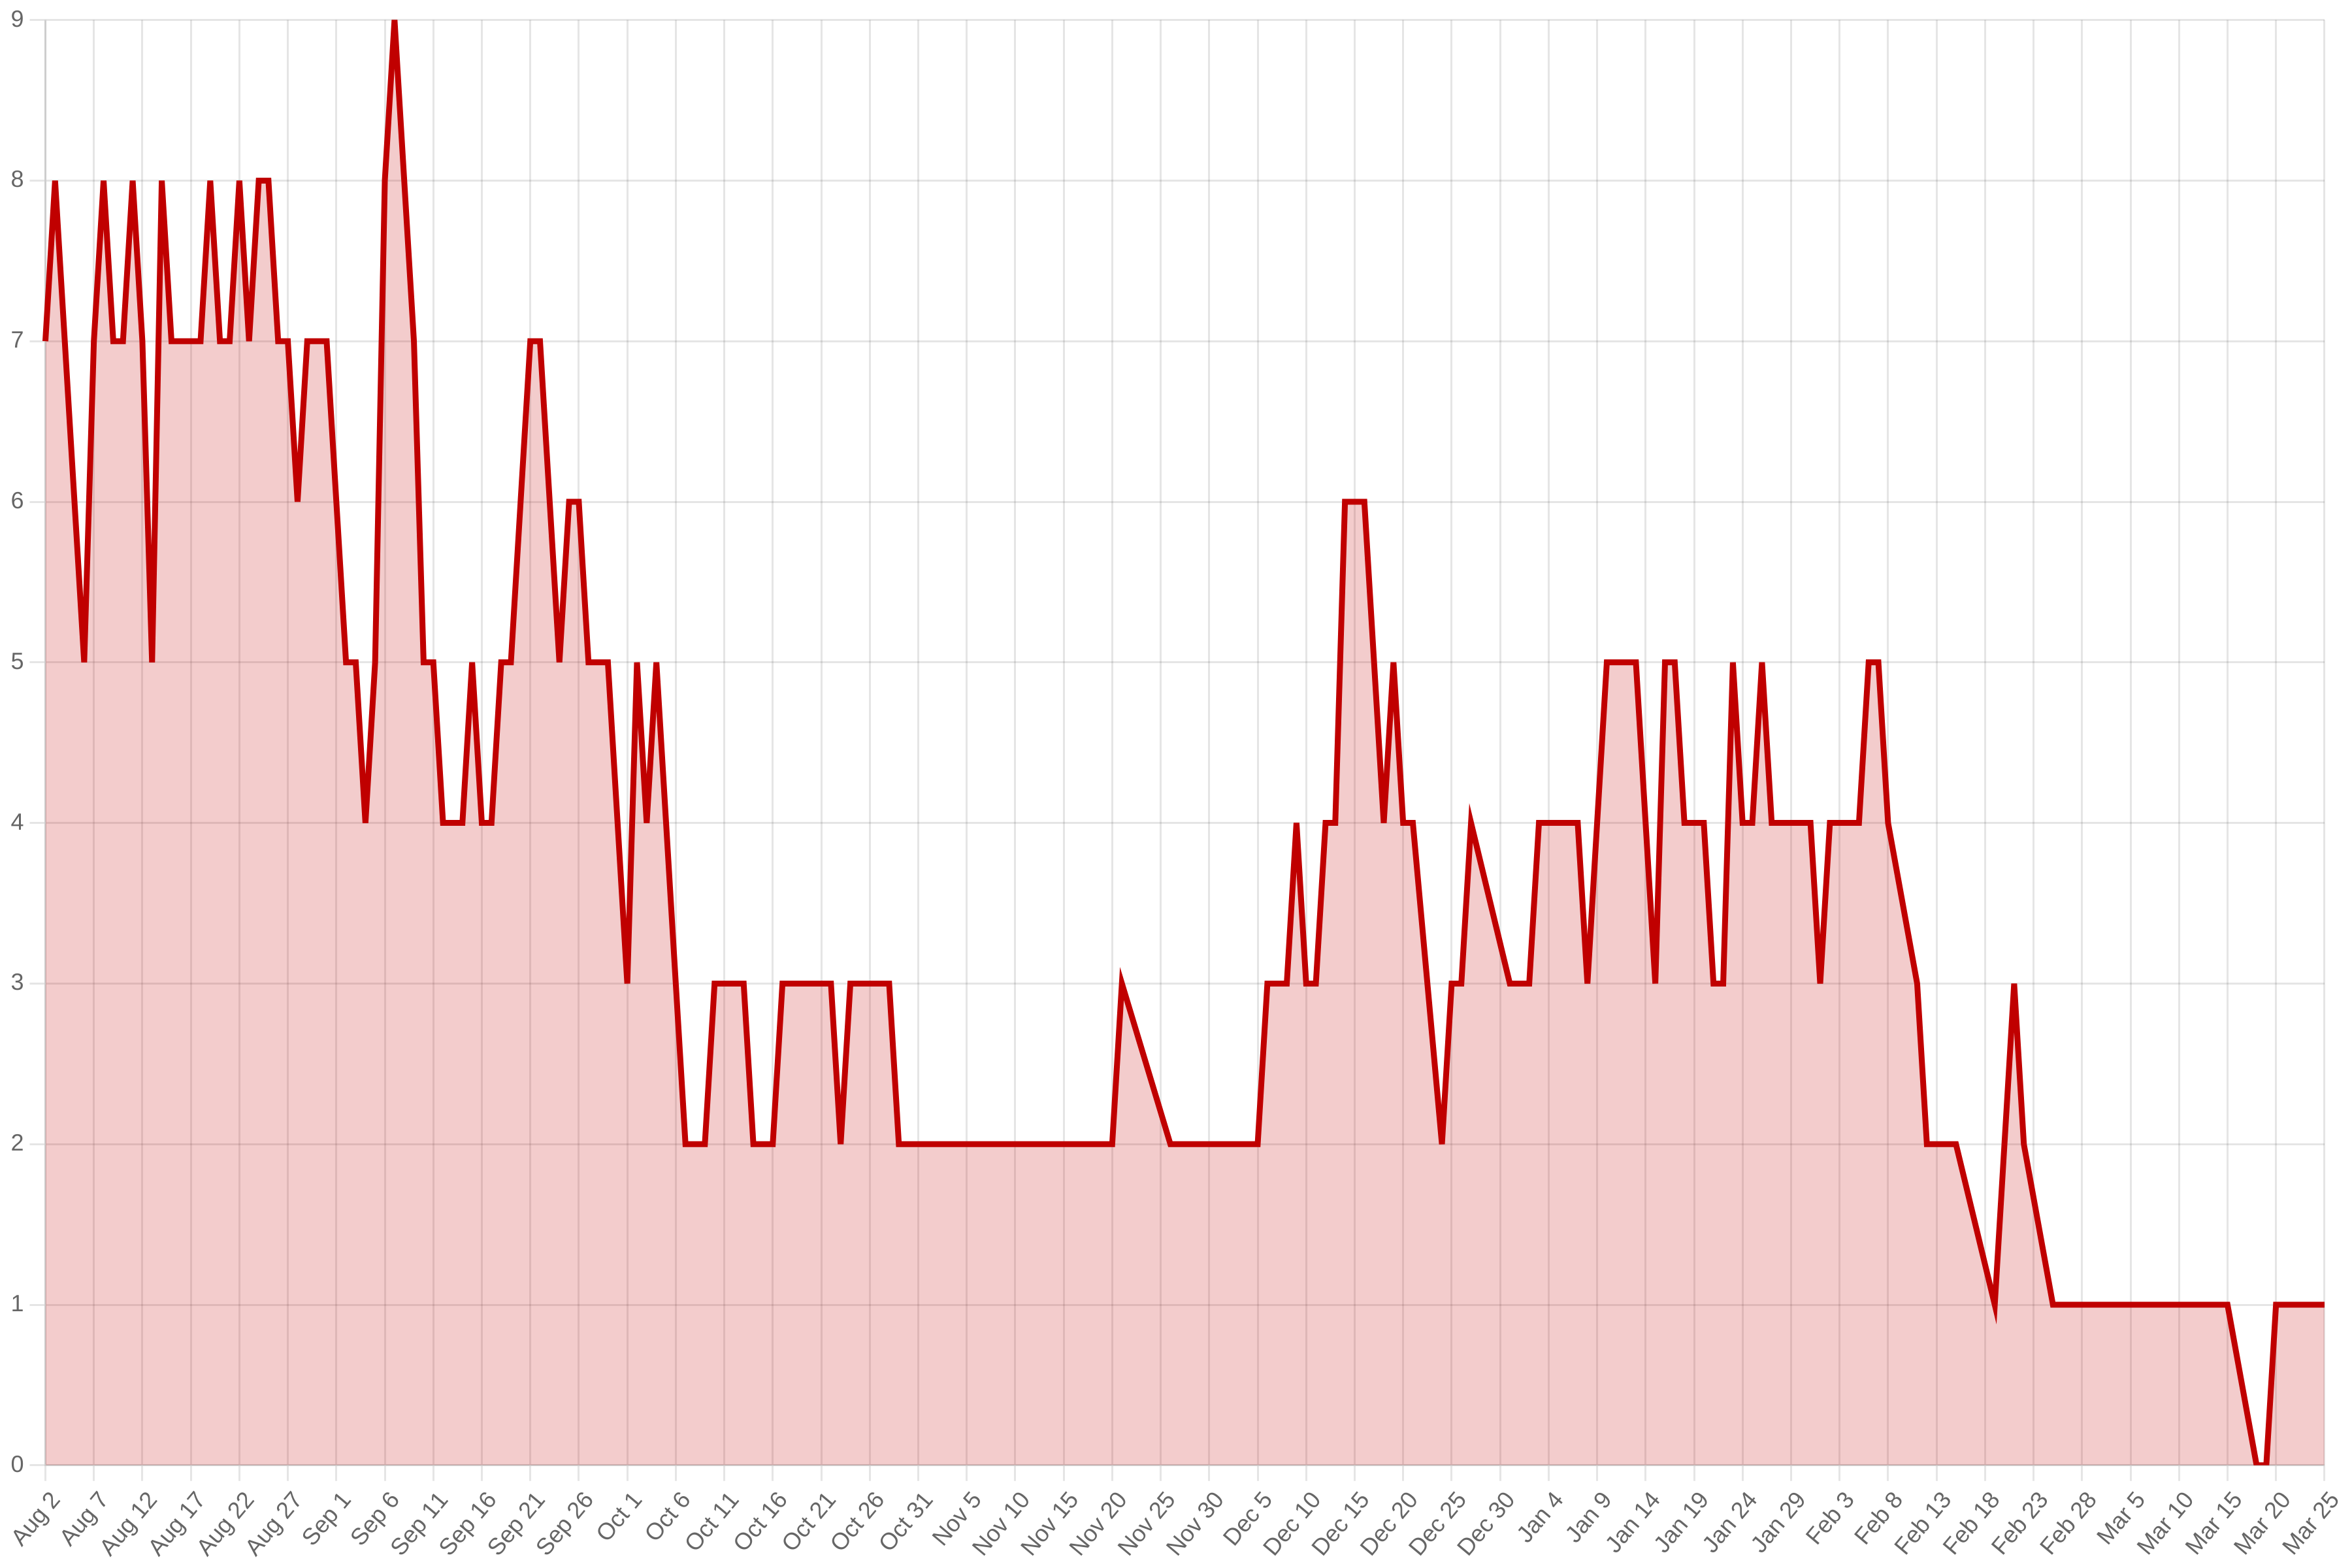 9
8
7
6
5
4
3
2
1
0
Aug 2
Aug 7
Aug 12
Aug 17
Aug 22
Aug 27
Sep 1
Sep 6
Sep 11
Sep 16
Sep 21
Sep 26
Oct 1
Oct 6
Oct 11
Oct 16
Oct 21
Oct 26
Oct 31
Nov 5
Nov 10
Nov 15
Nov 20
Nov 25
Nov 30
Dec 5
Dec 10
Dec 15
Dec 20
Dec 25
Dec 30
Jan 4
Jan 9
Jan 14
Jan 19
Jan 24
Jan 29
Feb 3
Feb 8
Feb 13
Feb 18
Feb 23
Feb 28
Mar 5
Mar 10
Mar 15
Mar 20
Mar 25